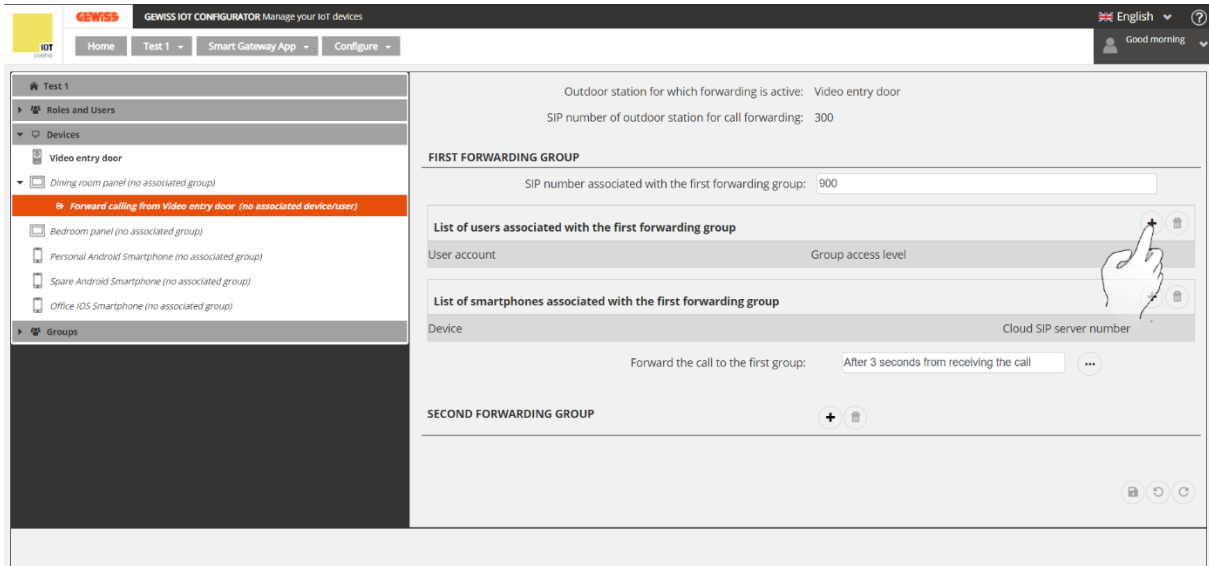 GEWISS GEWISS IOT CONFIGURATOR Manage your IoT devices English ?
IOT
CONFIG
Home Test 1 Smart Gateway App Configure Good morning
Test 1
Roles and Users
Devices
Video entry door
Dining room panel (no associated group)
Forward calling from Video entry door (no associated device/user)
Bedroom panel (no associated group)
Personal Android Smartphone (no associated group)
Spare Android Smartphone (no associated group)
Office IOS Smartphone (no associated group)
Groups
Outdoor station for which forwarding is active: Video entry door
SIP number of outdoor station for call forwarding: 300
FIRST FORWARDING GROUP
SIP number associated with the first forwarding group: 900
List of users associated with the first forwarding group
User account Group access level
List of smartphones associated with the first forwarding group
Device Cloud SIP server number
Forward the call to the first group: After 3 seconds from receiving the call ...
SECOND FORWARDING GROUP